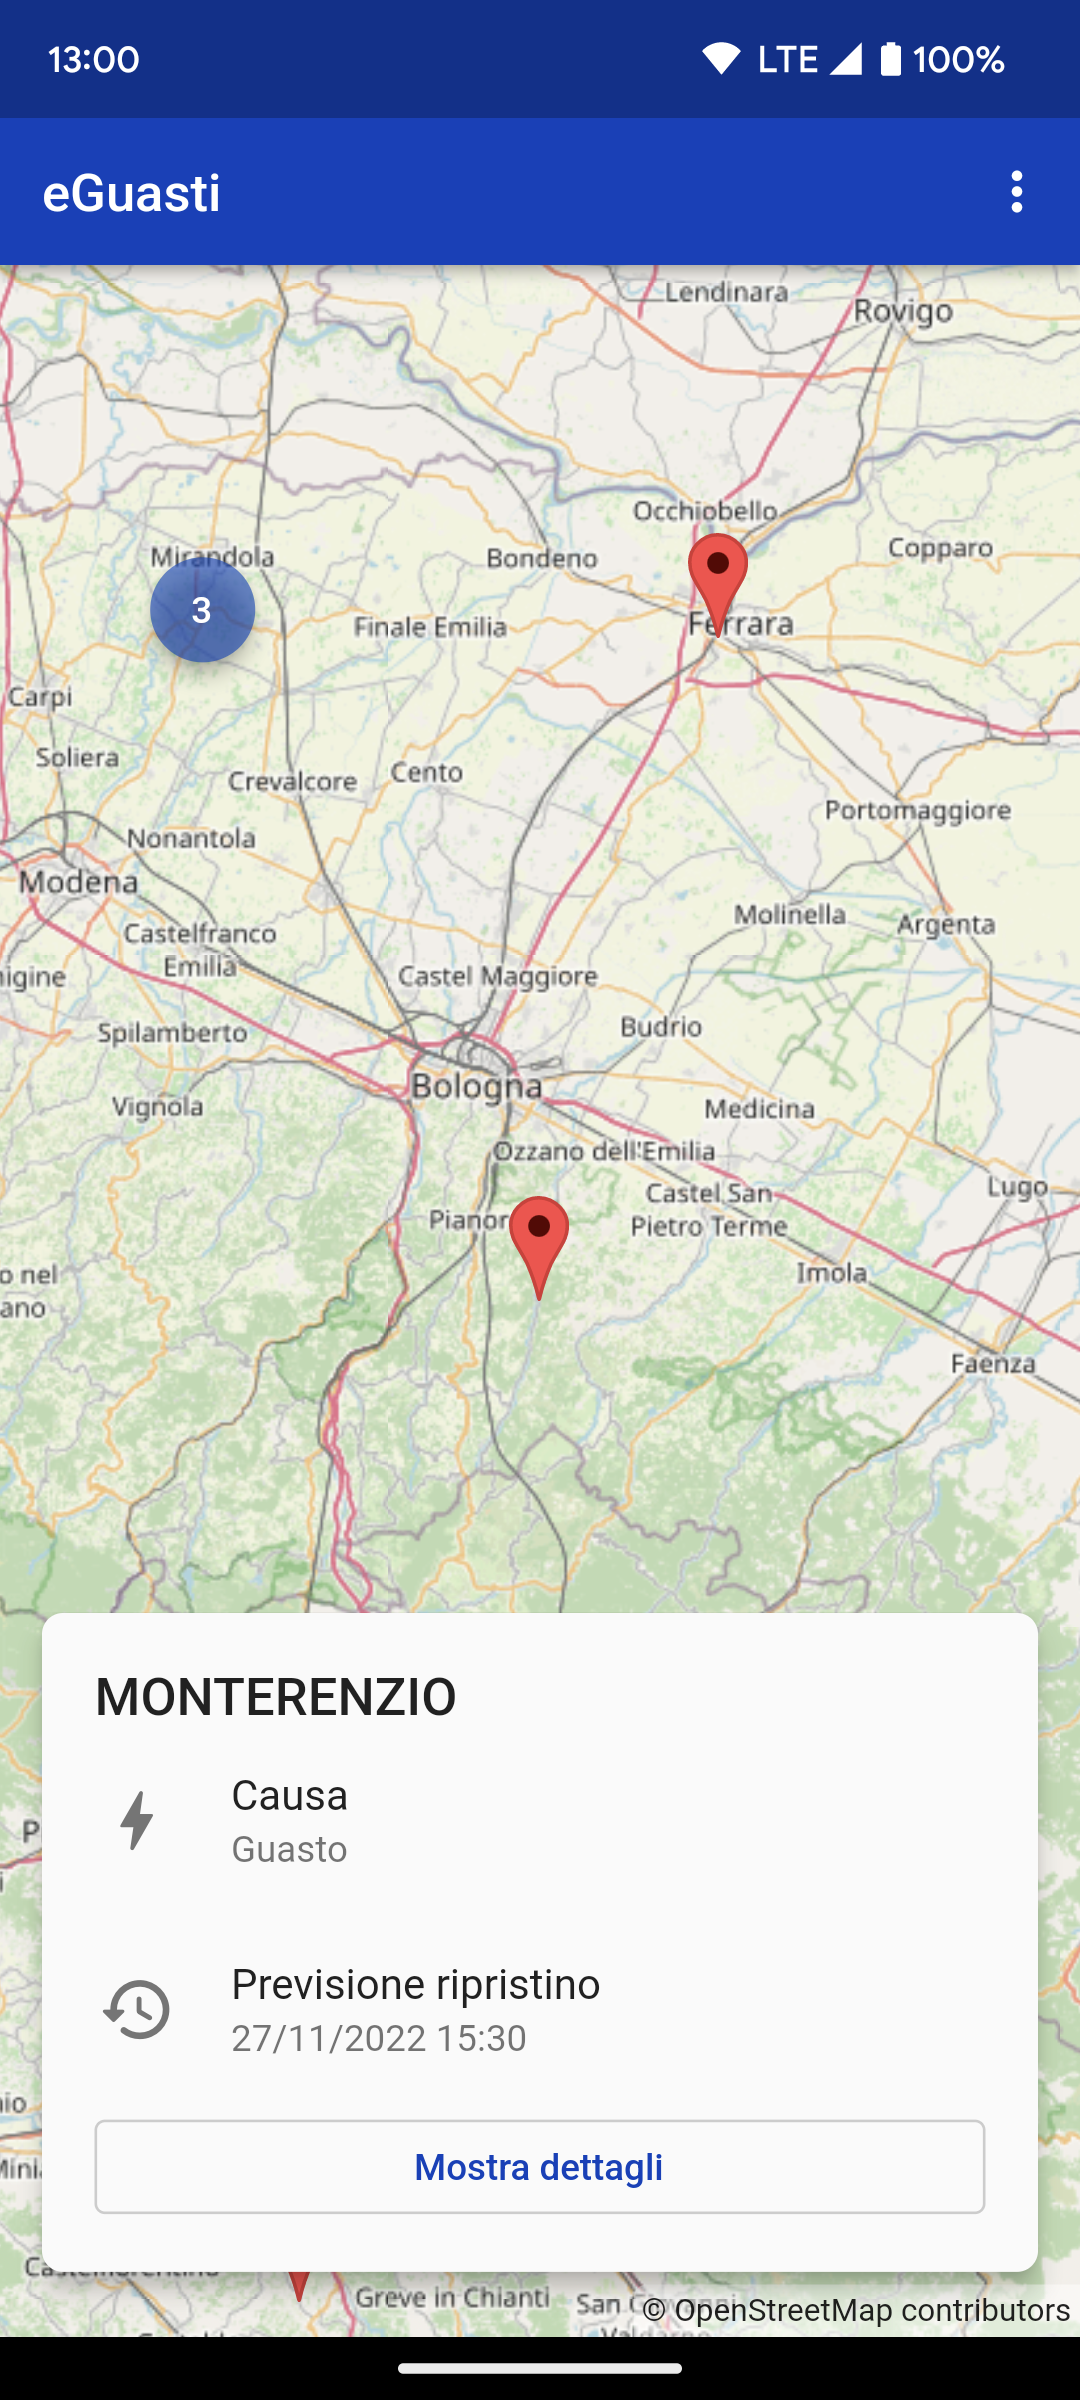 13:00
LTE
100%
eGuasti
Lendinara
Rovigo
Occhiobello
Mirandola
Bondeno
Copparo
3
Finale Emilia
Ferrara
Carpi
Soliera
Crevalcore
Cento
Portomaggiore
Nonantola
Modena
Molinella
Argenta
Castelfranco
Emilia
Castel Maggiore
Spilamberto
Budrio
Bologna
Vignola
Medicina
Ozzano dell'Emilia
Castel San
Pietro Terme
Lugo
Pianor
o nel
ano
Imola
Faenza
MONTERENZIO
Causa
Guasto
Previsione ripristino
27/11/2022 15:30
Mostra dettagli
Greve in Chianti
San
© OpenStreetMap contributors